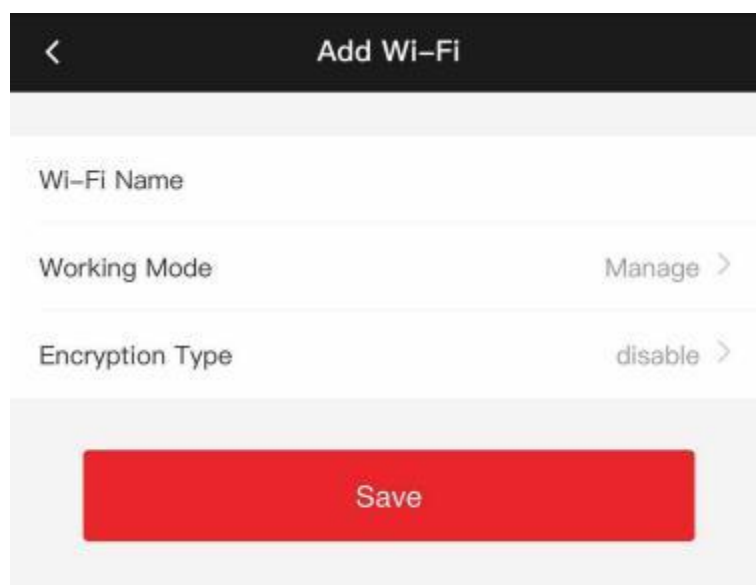 Add Wi-Fi
Wi-Fi Name
Working Mode Manage
Encryption Type disable
Save